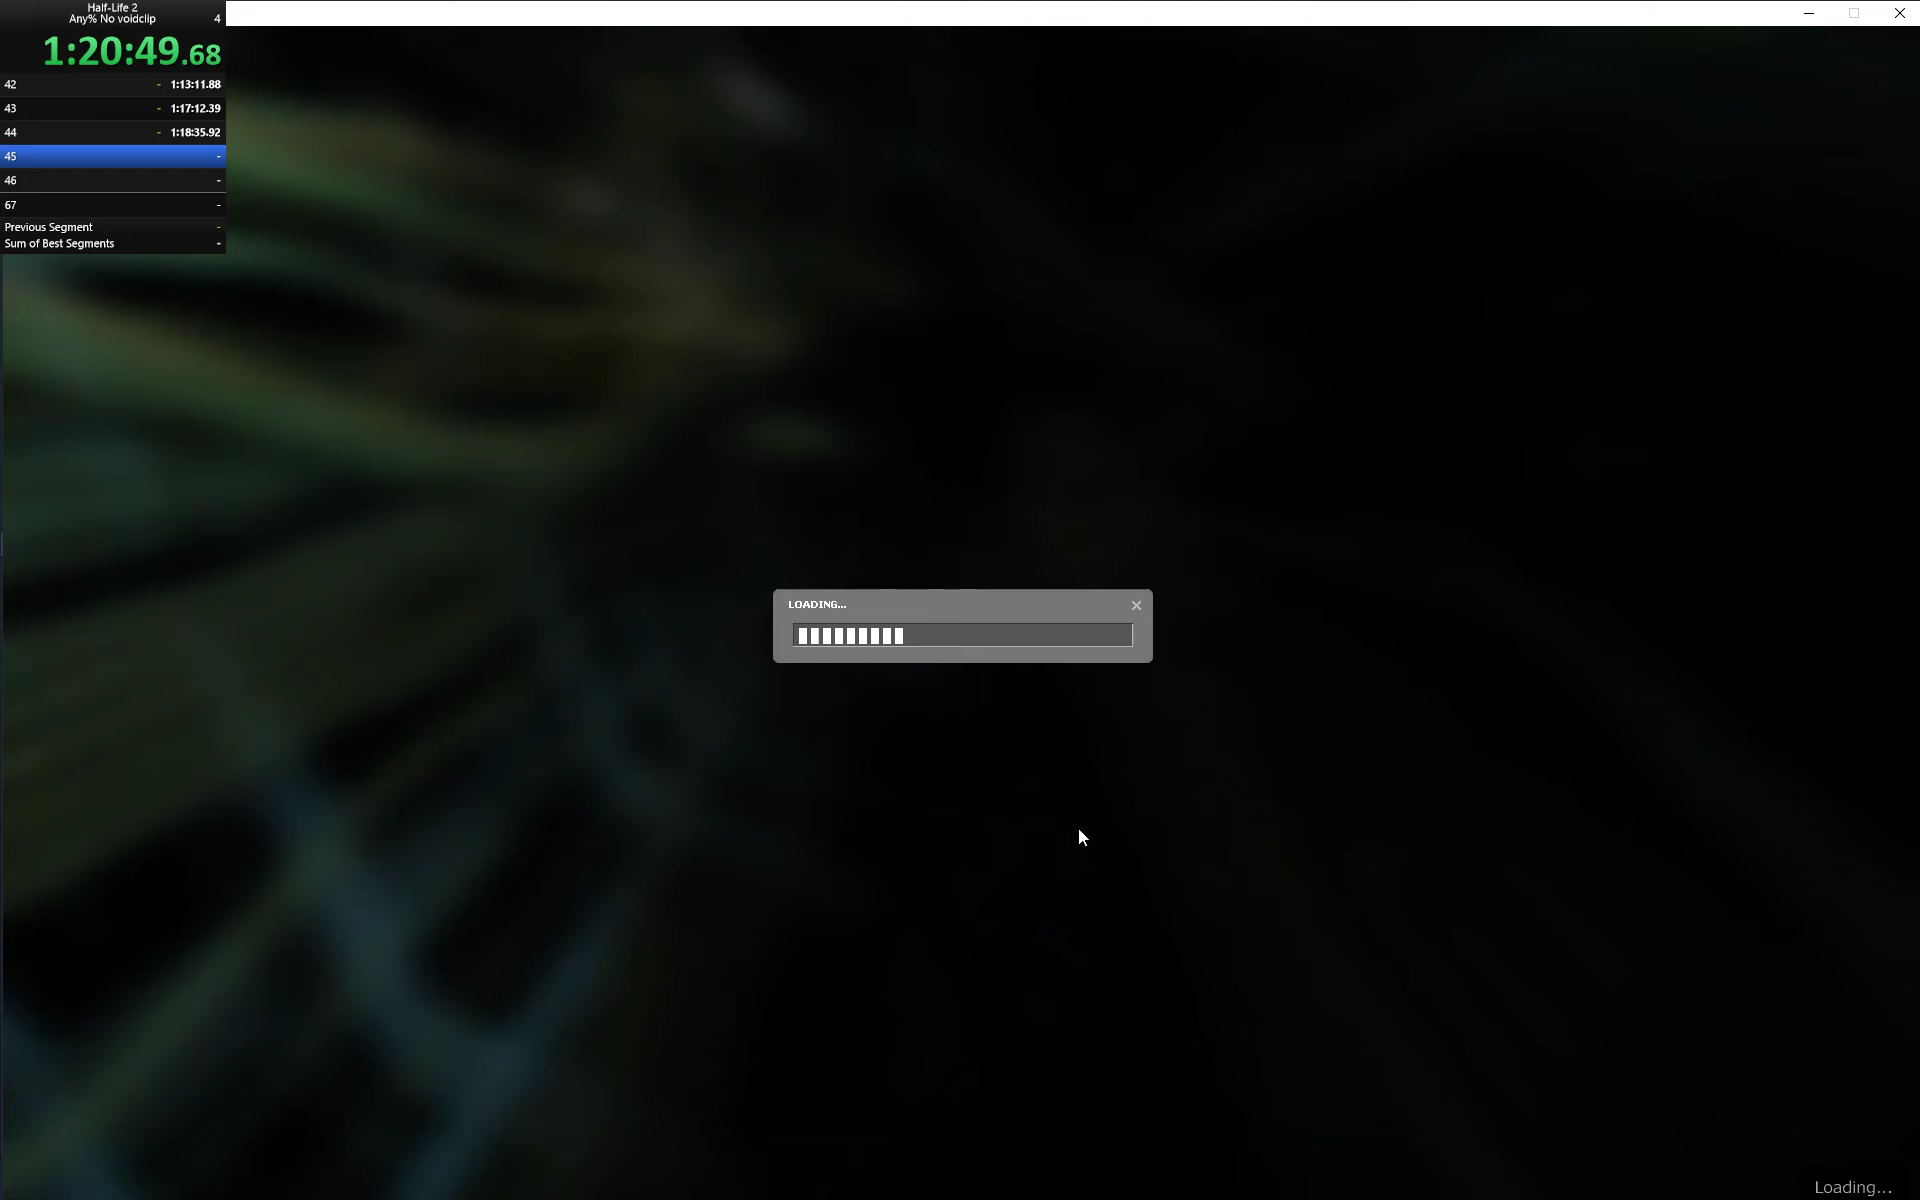 Half-Life 2
Any% No voidclip 4
1:20:49.68
42 - 1:13:11.88
43 - 1:17:12.39
44 - 1:18:35.92
45 -
46 -
67 -
Previous Segment -
Sum of Best Segments -
LOADING...
Loading...